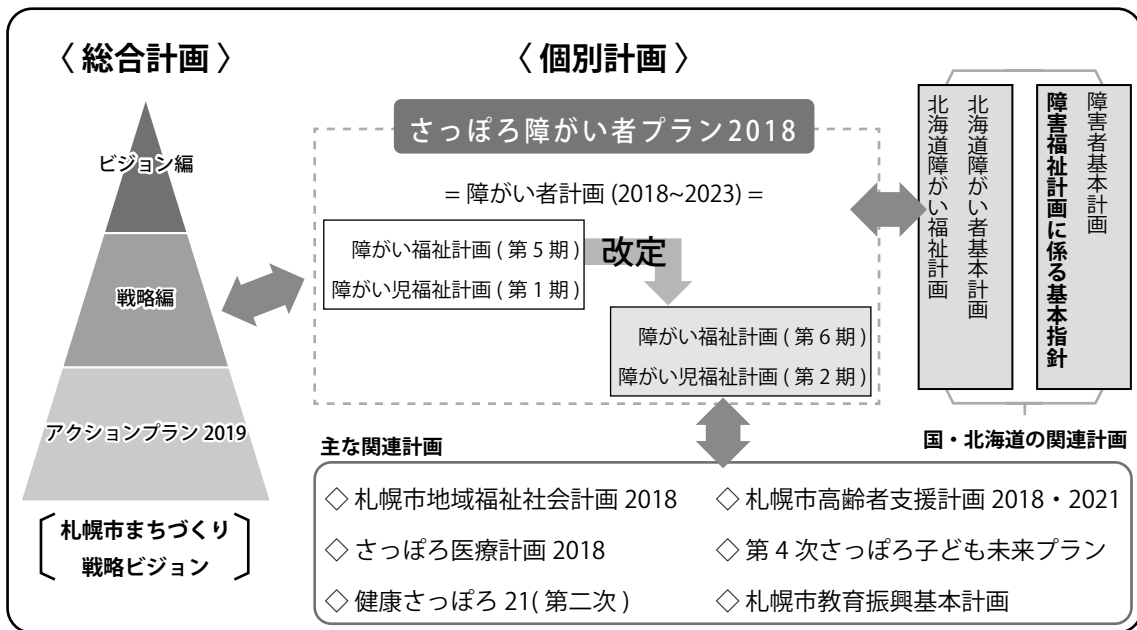 〈 総合計画 〉
ビジョン編
戦略編
アクションプラン 2019
札幌市まちづくり
戦略ビジョン
〈 個別計画 〉
さっぽろ障がい者プラン2018
= 障がい者計画 (2018~2023) =
障がい福祉計画 ( 第 5 期 )
障がい児福祉計画 ( 第 1 期 )
改定
障がい福祉計画 ( 第 6 期 )
障がい児福祉計画 ( 第 2 期 )
障害者基本計画
障害福祉計画に係る基本指針
北海道障がい者基本計画
北海道障がい福祉計画
国・北海道の関連計画
主な関連計画
◇ 札幌市地域福祉社会計画 2018
◇ 札幌市高齢者支援計画 2018・2021
◇ さっぽろ医療計画 2018
◇ 第 4 次さっぽろ子ども未来プラン
◇ 健康さっぽろ 21( 第二次 )
◇ 札幌市教育振興基本計画